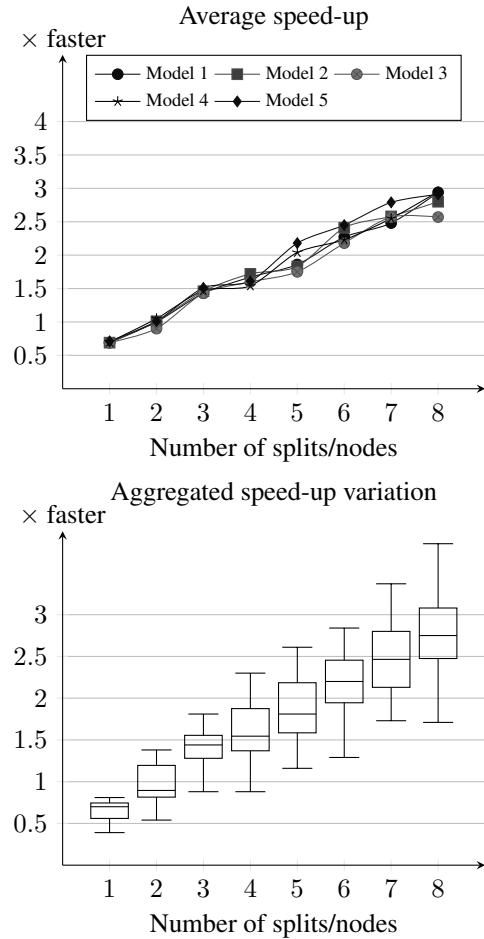 Average speed-up
× faster
Model 1 Model 2 Model 3
Model 4 Model 5
4
3.5
3
2.5
2
1.5
1
0.5
1 2 3 4 5 6 7 8
Number of splits/nodes
Aggregated speed-up variation
× faster
3
2.5
2
1.5
1
0.5
1 2 3 4 5 6 7 8
Number of splits/nodes